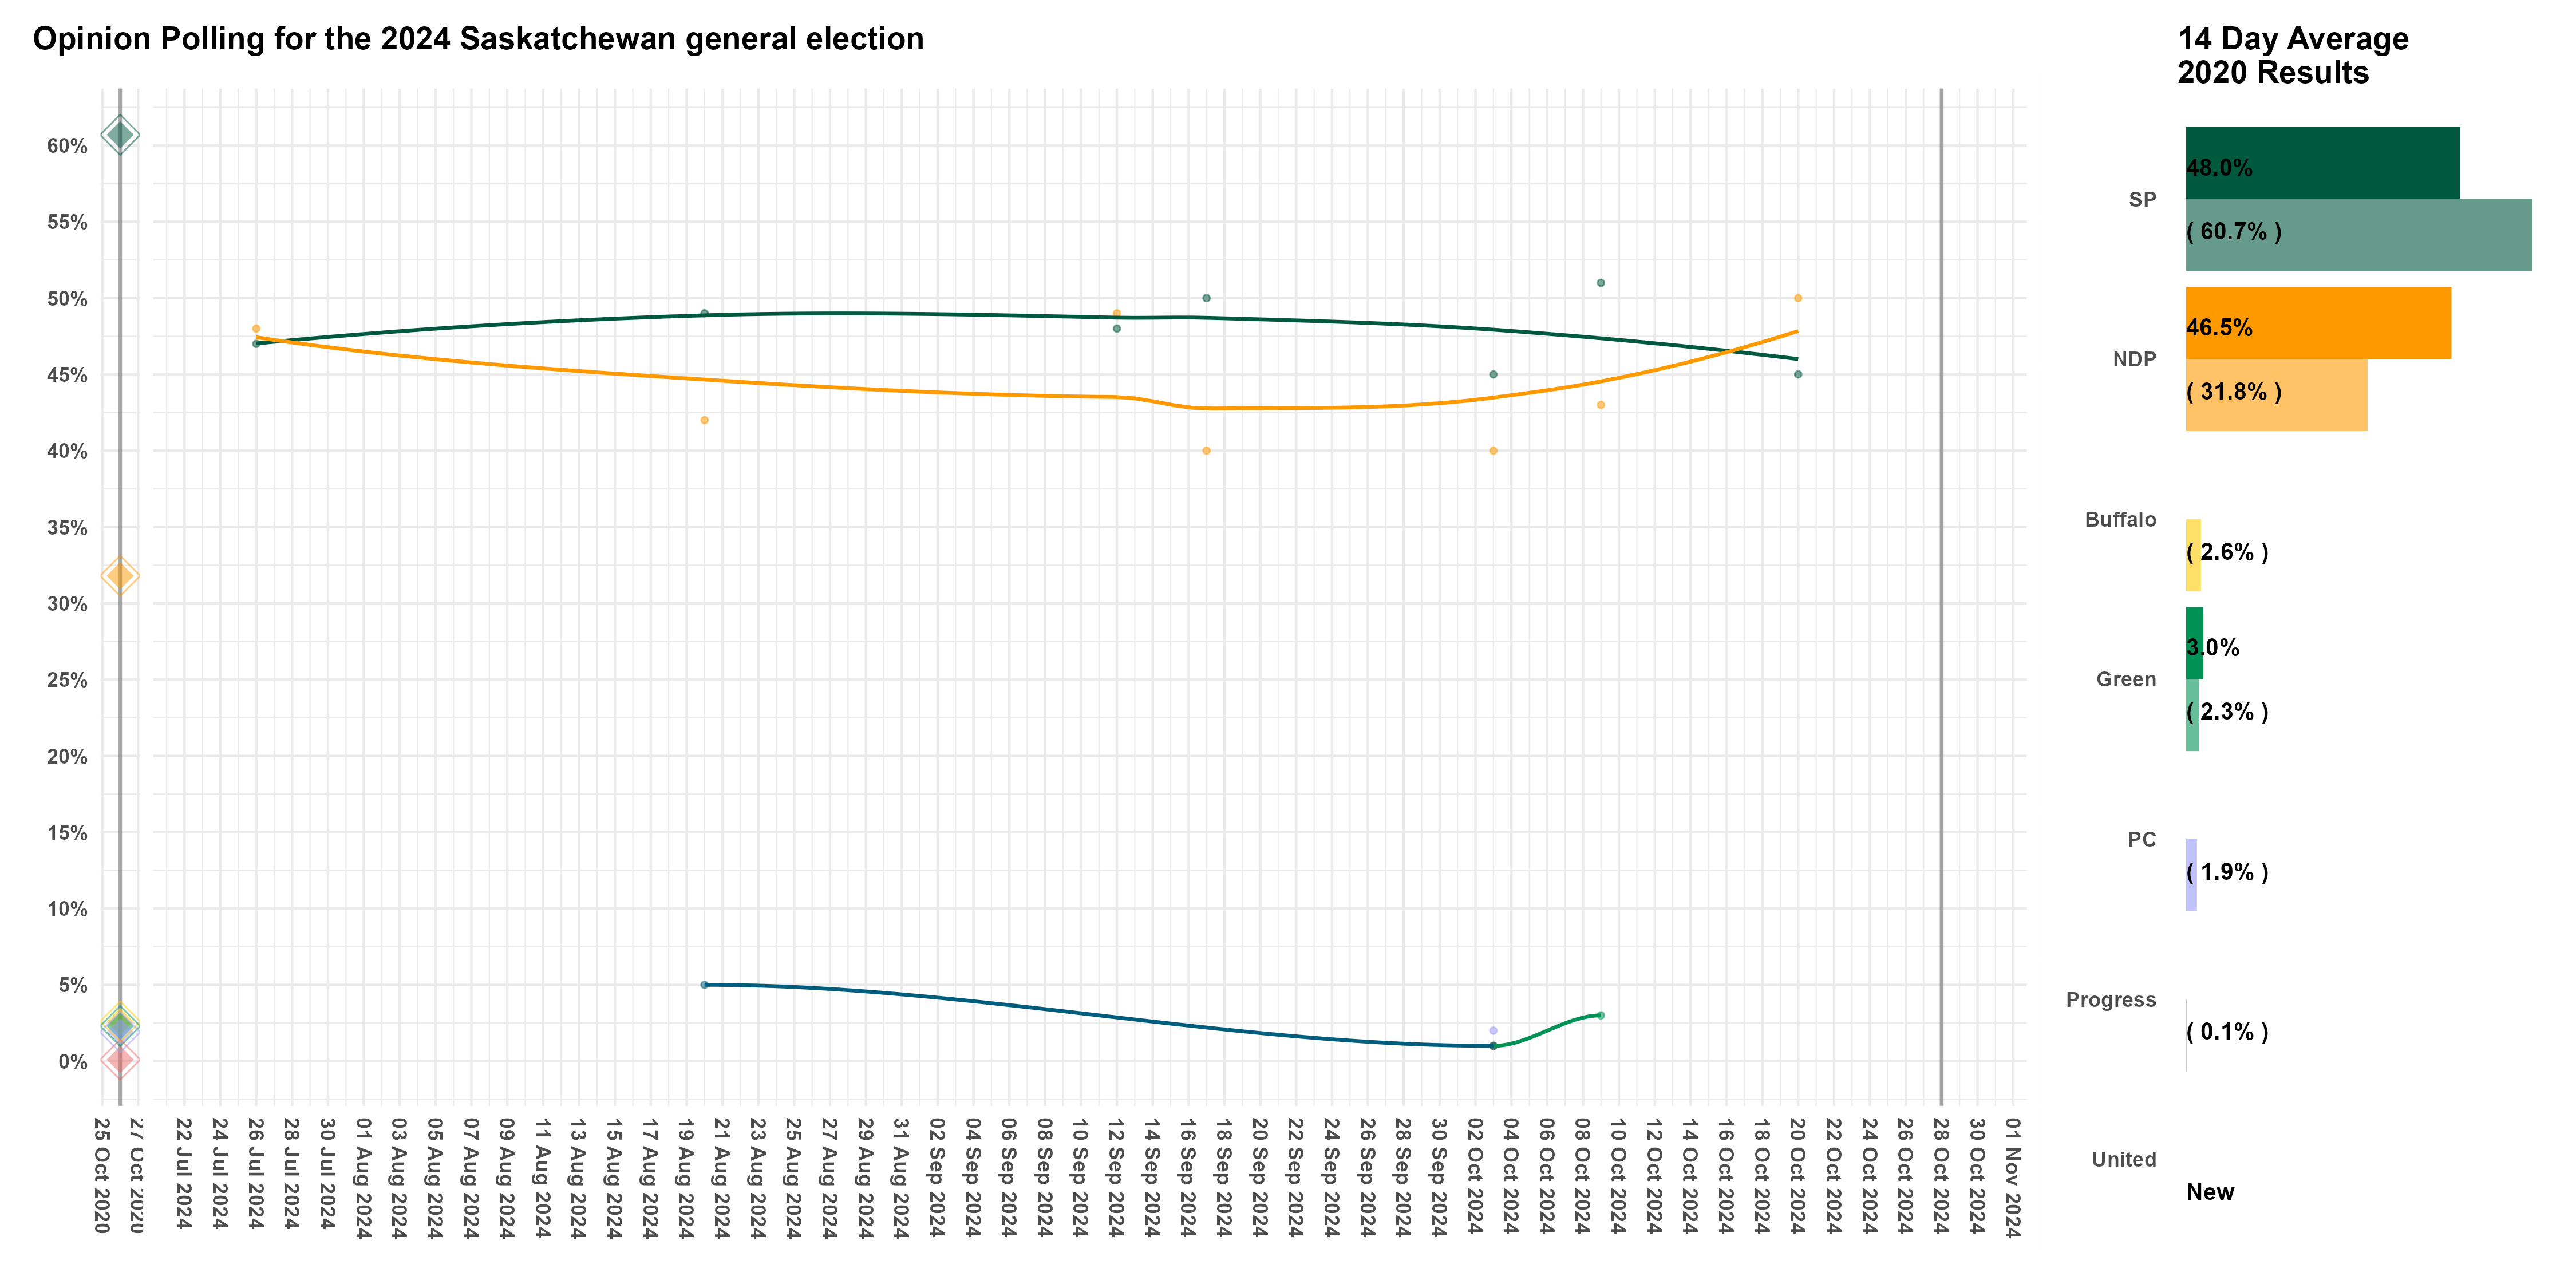 Opinion Polling for the 2024 Saskatchewan general election
60%
55%
50%
45%
40%
35%
30%
25%
20%
15%
10%
5%
0%
25 Oct 2020
27 Oct 2020
22 Jul 2024
24 Jul 2024
26 Jul 2024
28 Jul 2024
30 Jul 2024
01 Aug 2024
03 Aug 2024
05 Aug 2024
07 Aug 2024
09 Aug 2024
11 Aug 2024
13 Aug 2024
15 Aug 2024
17 Aug 2024
19 Aug 2024
21 Aug 2024
23 Aug 2024
25 Aug 2024
27 Aug 2024
29 Aug 2024
31 Aug 2024
02 Sep 2024
04 Sep 2024
06 Sep 2024
08 Sep 2024
10 Sep 2024
12 Sep 2024
14 Sep 2024
16 Sep 2024
18 Sep 2024
20 Sep 2024
22 Sep 2024
24 Sep 2024
26 Sep 2024
28 Sep 2024
30 Sep 2024
02 Oct 2024
04 Oct 2024
06 Oct 2024
08 Oct 2024
10 Oct 2024
12 Oct 2024
14 Oct 2024
16 Oct 2024
18 Oct 2024
20 Oct 2024
22 Oct 2024
24 Oct 2024
26 Oct 2024
28 Oct 2024
30 Oct 2024
01 Nov 2024
14 Day Average
2020 Results
SP
48.0%
( 60.7% )
NDP
46.5%
( 31.8% )
Buffalo
( 2.6% )
Green
3.0%
( 2.3% )
PC
( 1.9% )
Progress
( 0.1% )
United
New